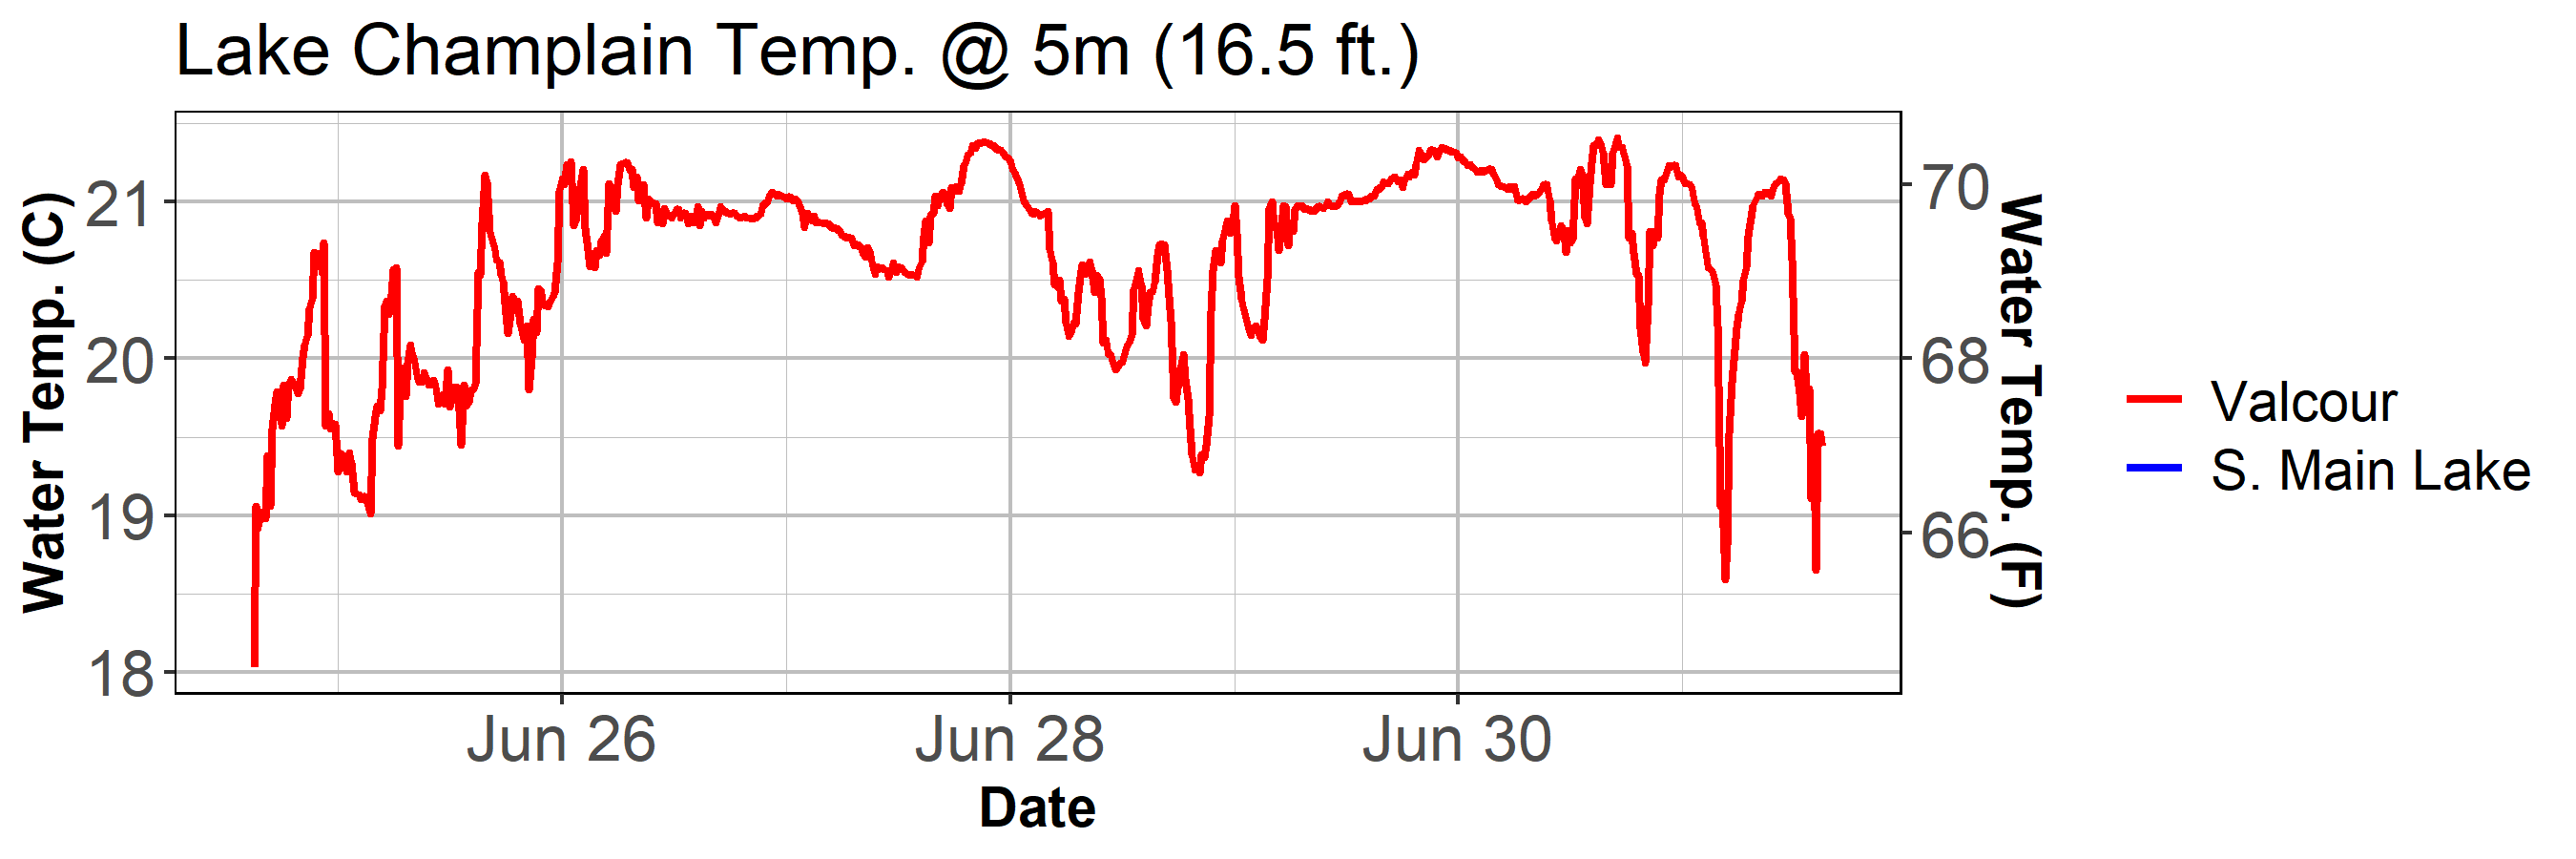 Lake Champlain Temp. @ 5m (16.5 ft.)
Water Temp. (C)
21
20
19
18
70
68
66
Water Temp. (F)
Jun 26
Jun 28
Jun 30
Date
Valcour
S. Main Lake